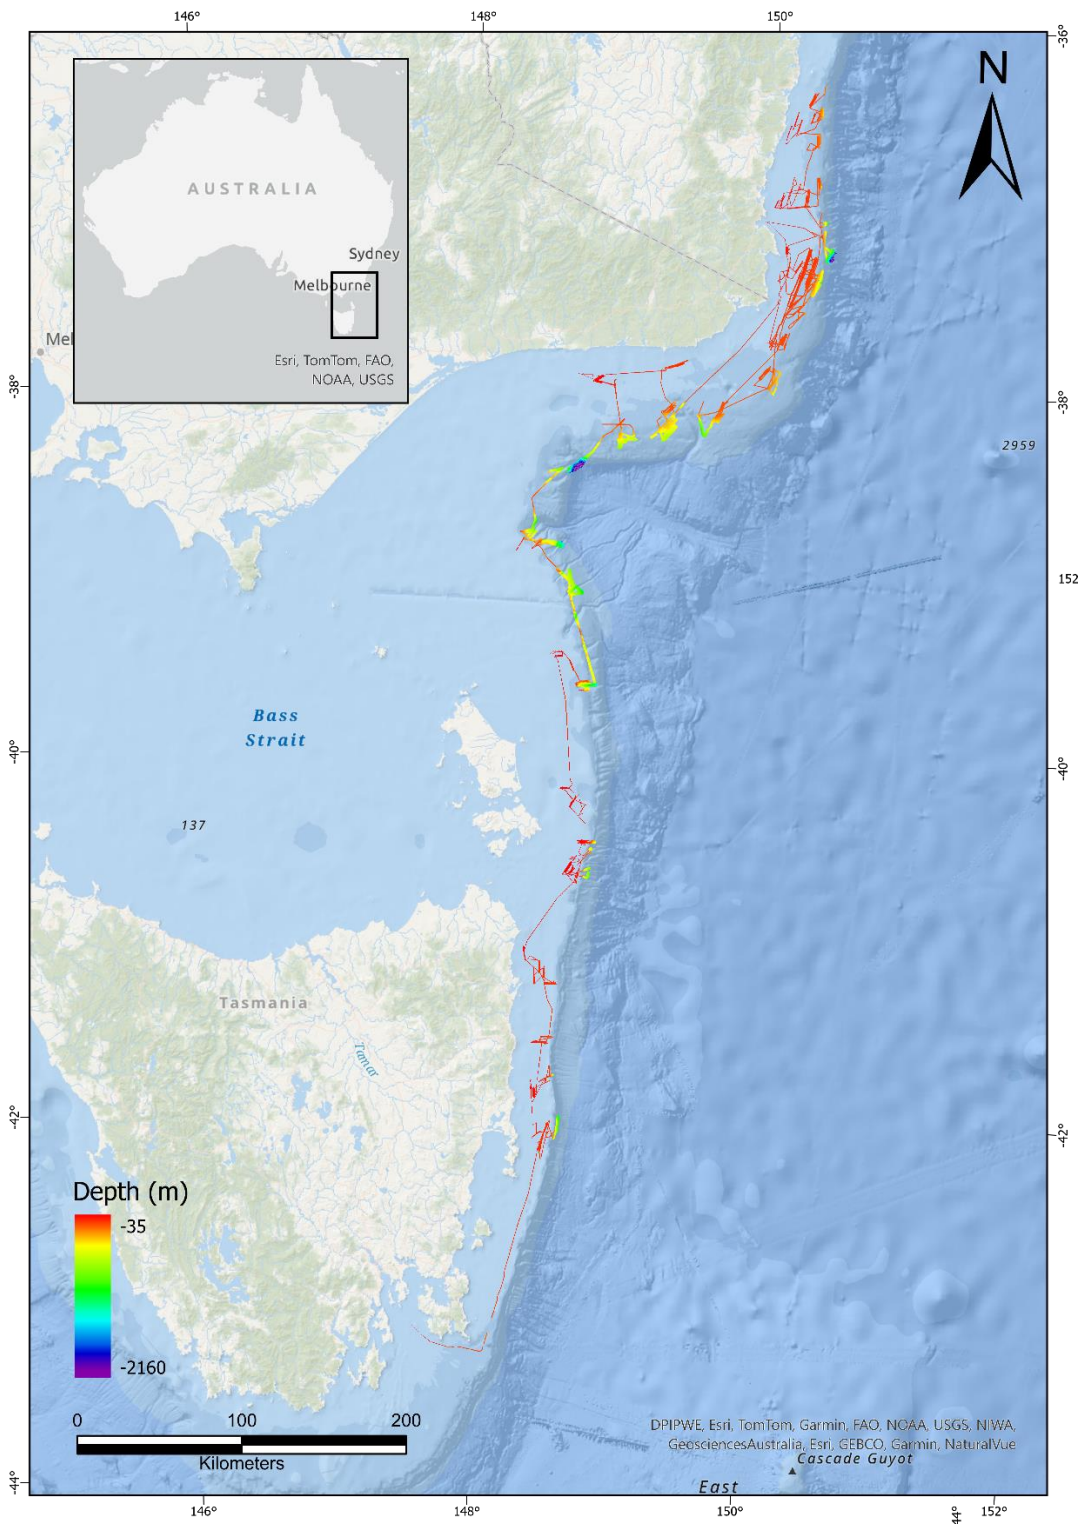 146°
148°
150°
-36°
N
AUSTRALIA
Sydney
Melbourne
Esri, TomTom, FAO,
NOAA, USGS
Mel
-38°
-38°
2959
152
Bass
Strait
-40°
-40°
137
Tasmania
Tamar
-42°
-42°
Depth (m)
-35
-2160
0
100
200
Kilometers
DPIPWE, Esri, TomTom, Garmin, FAO, NOAA, USGS, NIWA,
GeosciencesAustralia, Esri, GEBCO, Garmin, NaturalVue
Cascade Guyot
East
-44°
146°
148°
150°
44°
152°